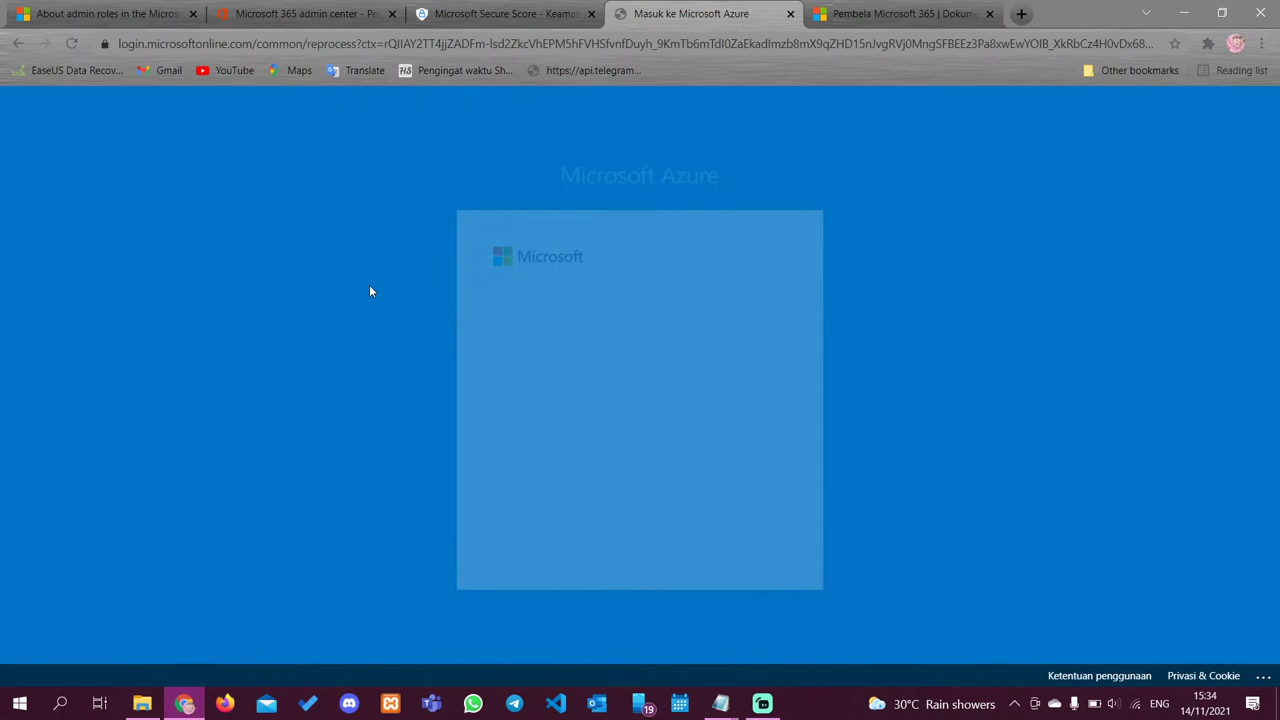 About admin roles in the Micros
Microsoft 365 admin center - Pe
Microsoft Secure Score - Keamar
Masuk ke Microsoft Azure
Pembela Microsoft 365 | Dokum
login.microsoftonline.com/common/reprocess?ctx=rQIIAY2TT4jjZADFm-lsd2ZkcVhEPM5hFVHSfvnfDuyh_9KmTb6mTdI0ZaEkadImzb8mX9qZHD15nJvgRVj0MngSFBEEz3Pa8xwEwYOIB_XkRbCz4H0vDx68...
EaseUS Data Recov...
Gmail
YouTube
Maps
Translate
HS Pengingat waktu Sh...
https://api.telegram...
Other bookmarks
Reading list
Microsoft Azure
Microsoft
Ketentuan penggunaan
Privasi & Cookie
...
19
30°C Rain showers
ENG
15:34
14/11/2021